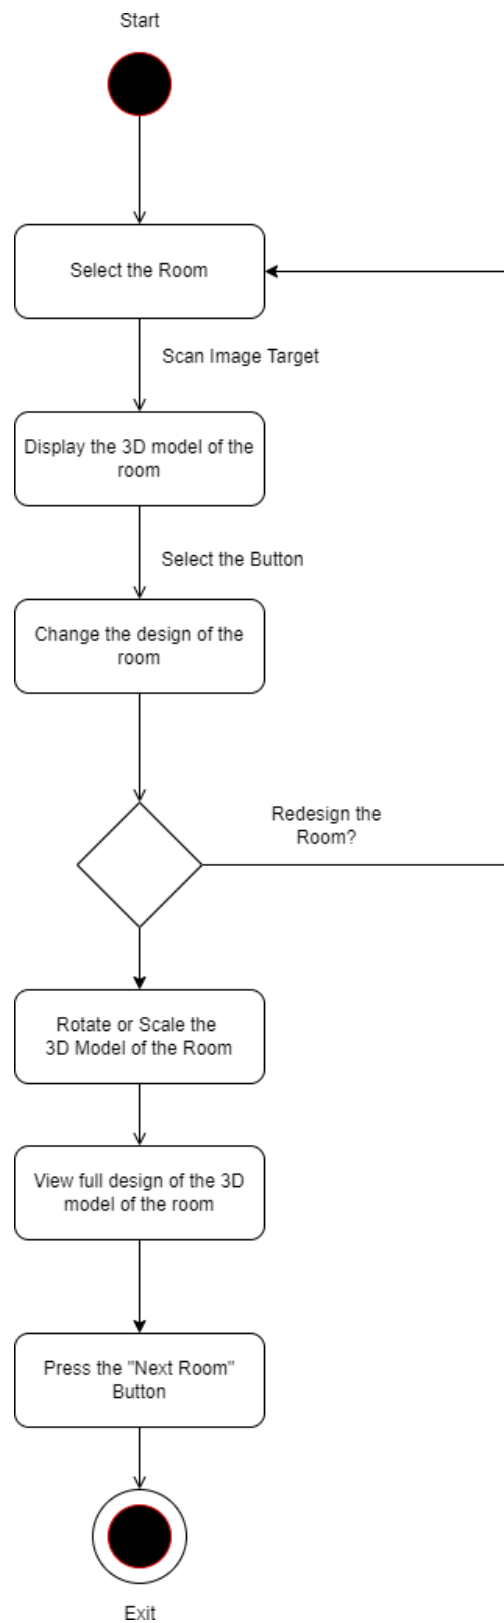 Start
Select the Room
Scan Image Target
Display the 3D model of the
room
Select the Button
Change the design of the
room
Redesign the
Room?
Rotate or Scale the
3D Model of the Room
View full design of the 3D
model of the room
Press the "Next Room"
Button
Exit